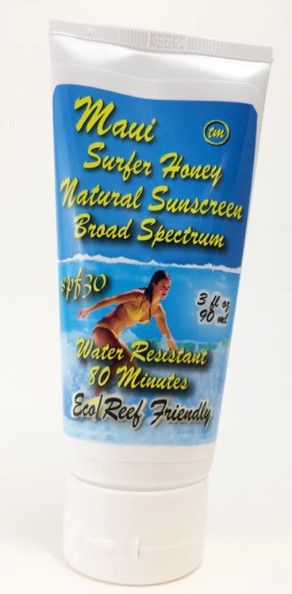 Maui
tm
Surfer Honey
Natural Sunscreen
Broad Spectrum
spf30
3 fl oz
90 ml
Water Resistant
80 Minutes
Eco/Reef Friendly